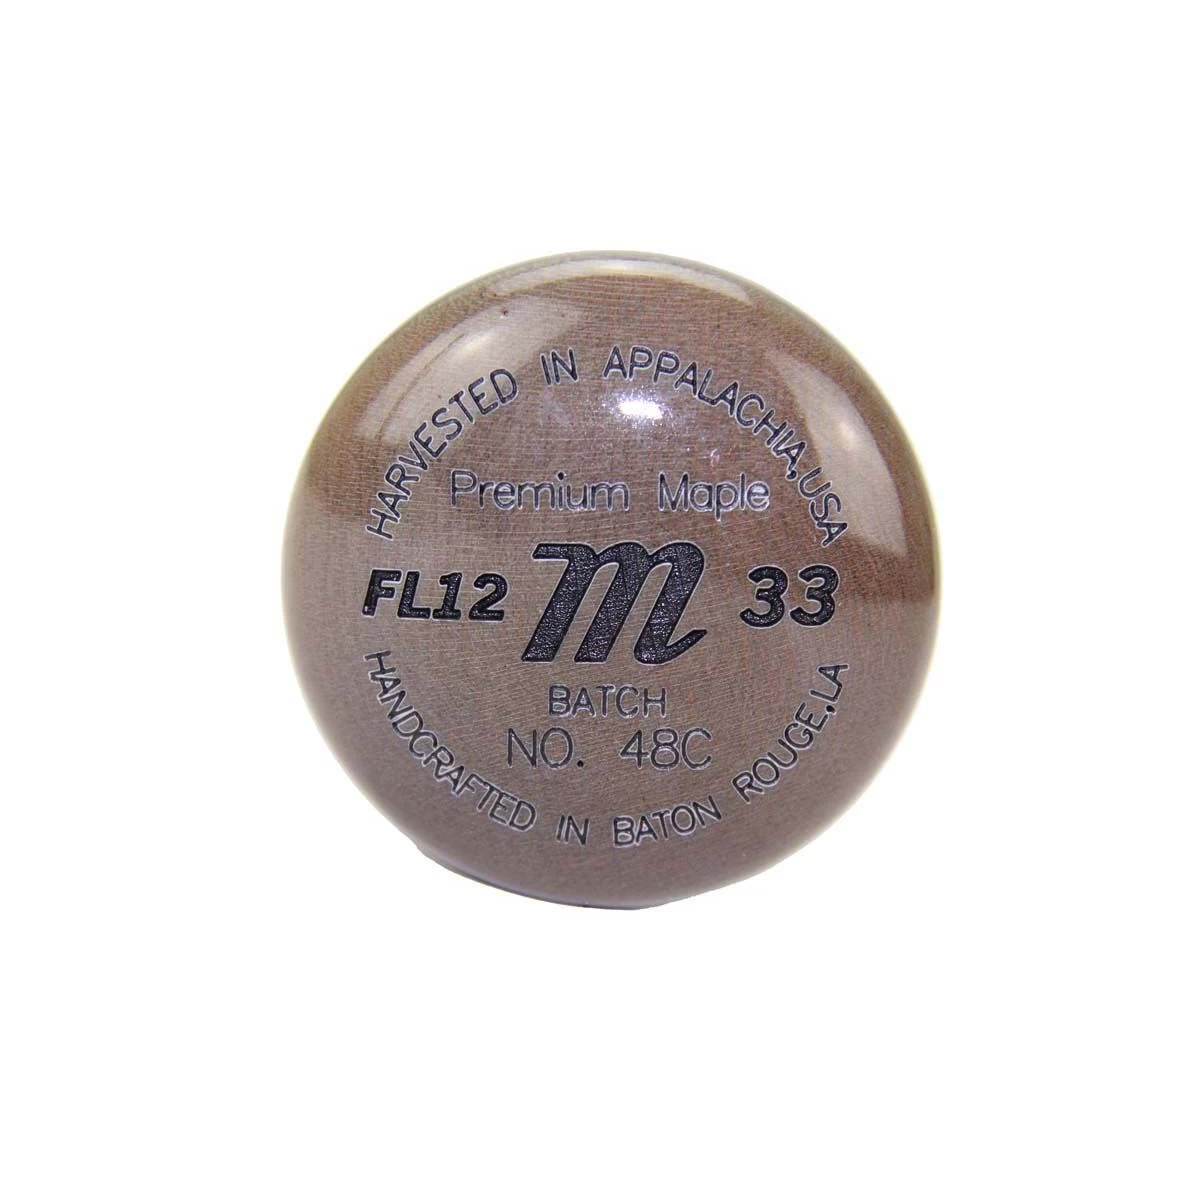 HARVESTED IN APPALACHIA, USA
Premium Maple
FL12 m 33
BATCH
NO. 48C
HANDCRAFTED IN BATON ROUGE, LA